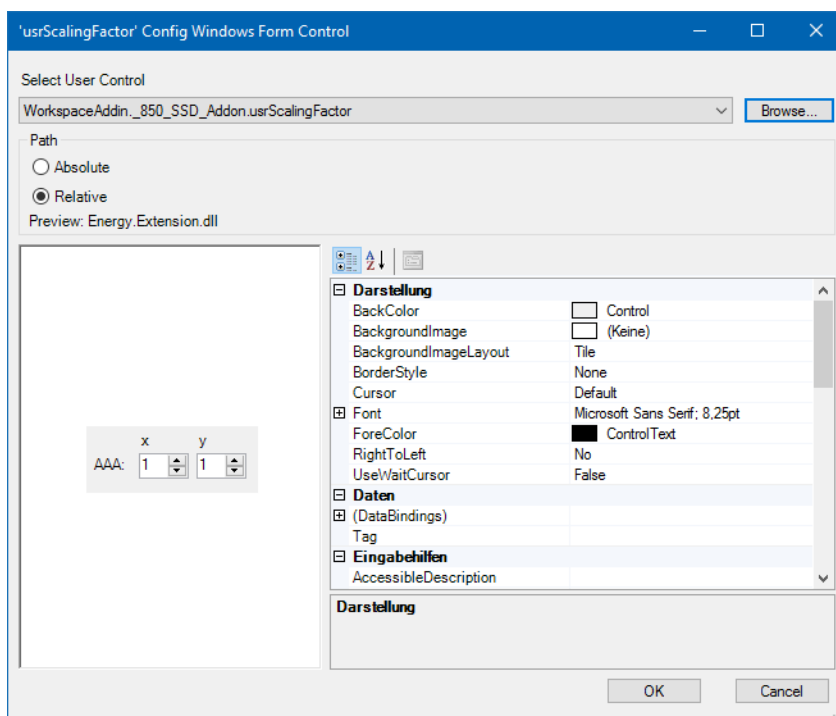 'usrScalingFactor' Config Windows Form Control
Select User Control
WorkspaceAddin._850_SSD_Addon.usrScalingFactor
Browse...
Path
Absolute
Relative
Preview: Energy.Extension.dll
x y
AAA: 1 1
Darstellung
BackColor Control
BackgroundImage (Keine)
BackgroundImageLayout Tile
BorderStyle None
Cursor Default
Font Microsoft Sans Serif; 8,25pt
ForeColor ControlText
RightToLeft No
UseWaitCursor False
Daten
(DataBindings)
Tag
Eingabehilfen
AccessibleDescription
Darstellung
OK Cancel